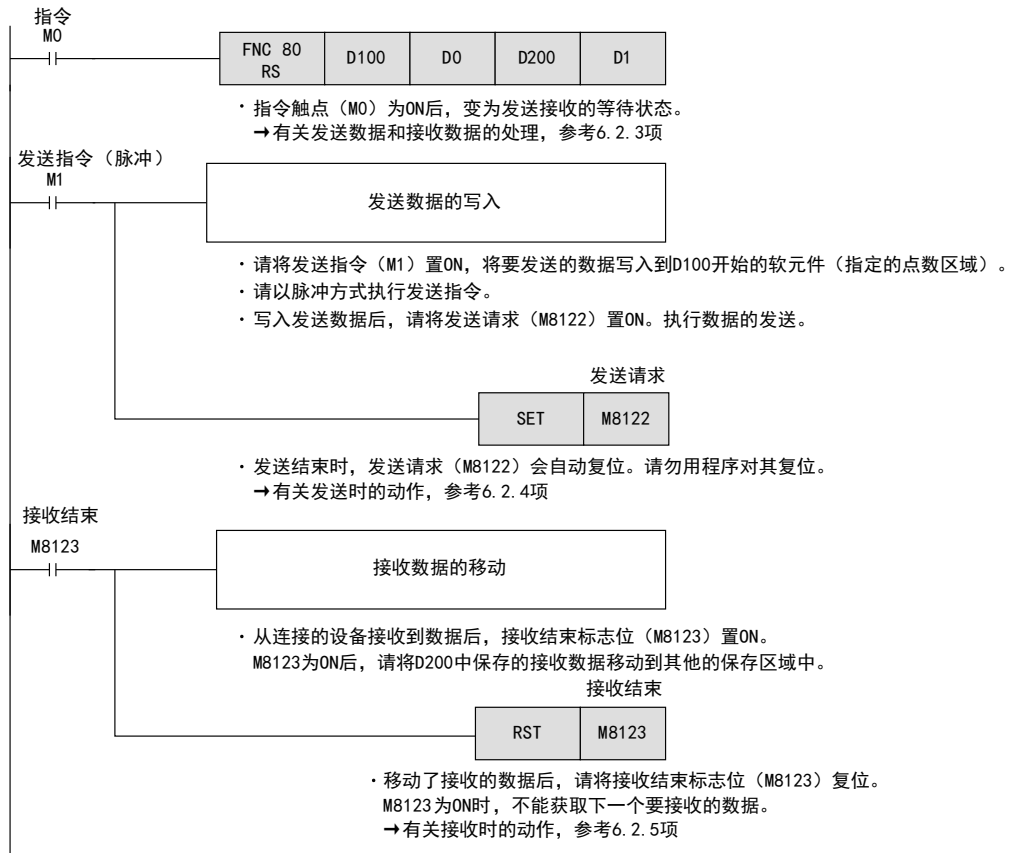 指令
M0
FNC 80
RS
D100
D0
D200
D1
・指令触点（M0）为ON后，变为发送接收的等待状态。
→有关发送数据和接收数据的处理，参考6.2.3项
发送指令（脉冲）
M1
发送数据的写入
・请将发送指令（M1）置ON，将要发送的数据写入到D100开始的软元件（指定的点数区域）。
・请以脉冲方式执行发送指令。
・写入发送数据后，请将发送请求（M8122）置ON。执行数据的发送。
发送请求
SET
M8122
・发送结束时，发送请求（M8122）会自动复位。请勿用程序对其复位。
→有关发送时的动作，参考6.2.4项
接收结束
M8123
接收数据的移动
・从连接的设备接收到数据后，接收结束标志位（M8123）置ON。
M8123为ON后，请将D200中保存的接收数据移动到其他的保存区域中。
接收结束
RST
M8123
・移动了接收的数据后，请将接收结束标志位（M8123）复位。
M8123为ON时，不能获取下一个要接收的数据。
→有关接收时的动作，参考6.2.5项